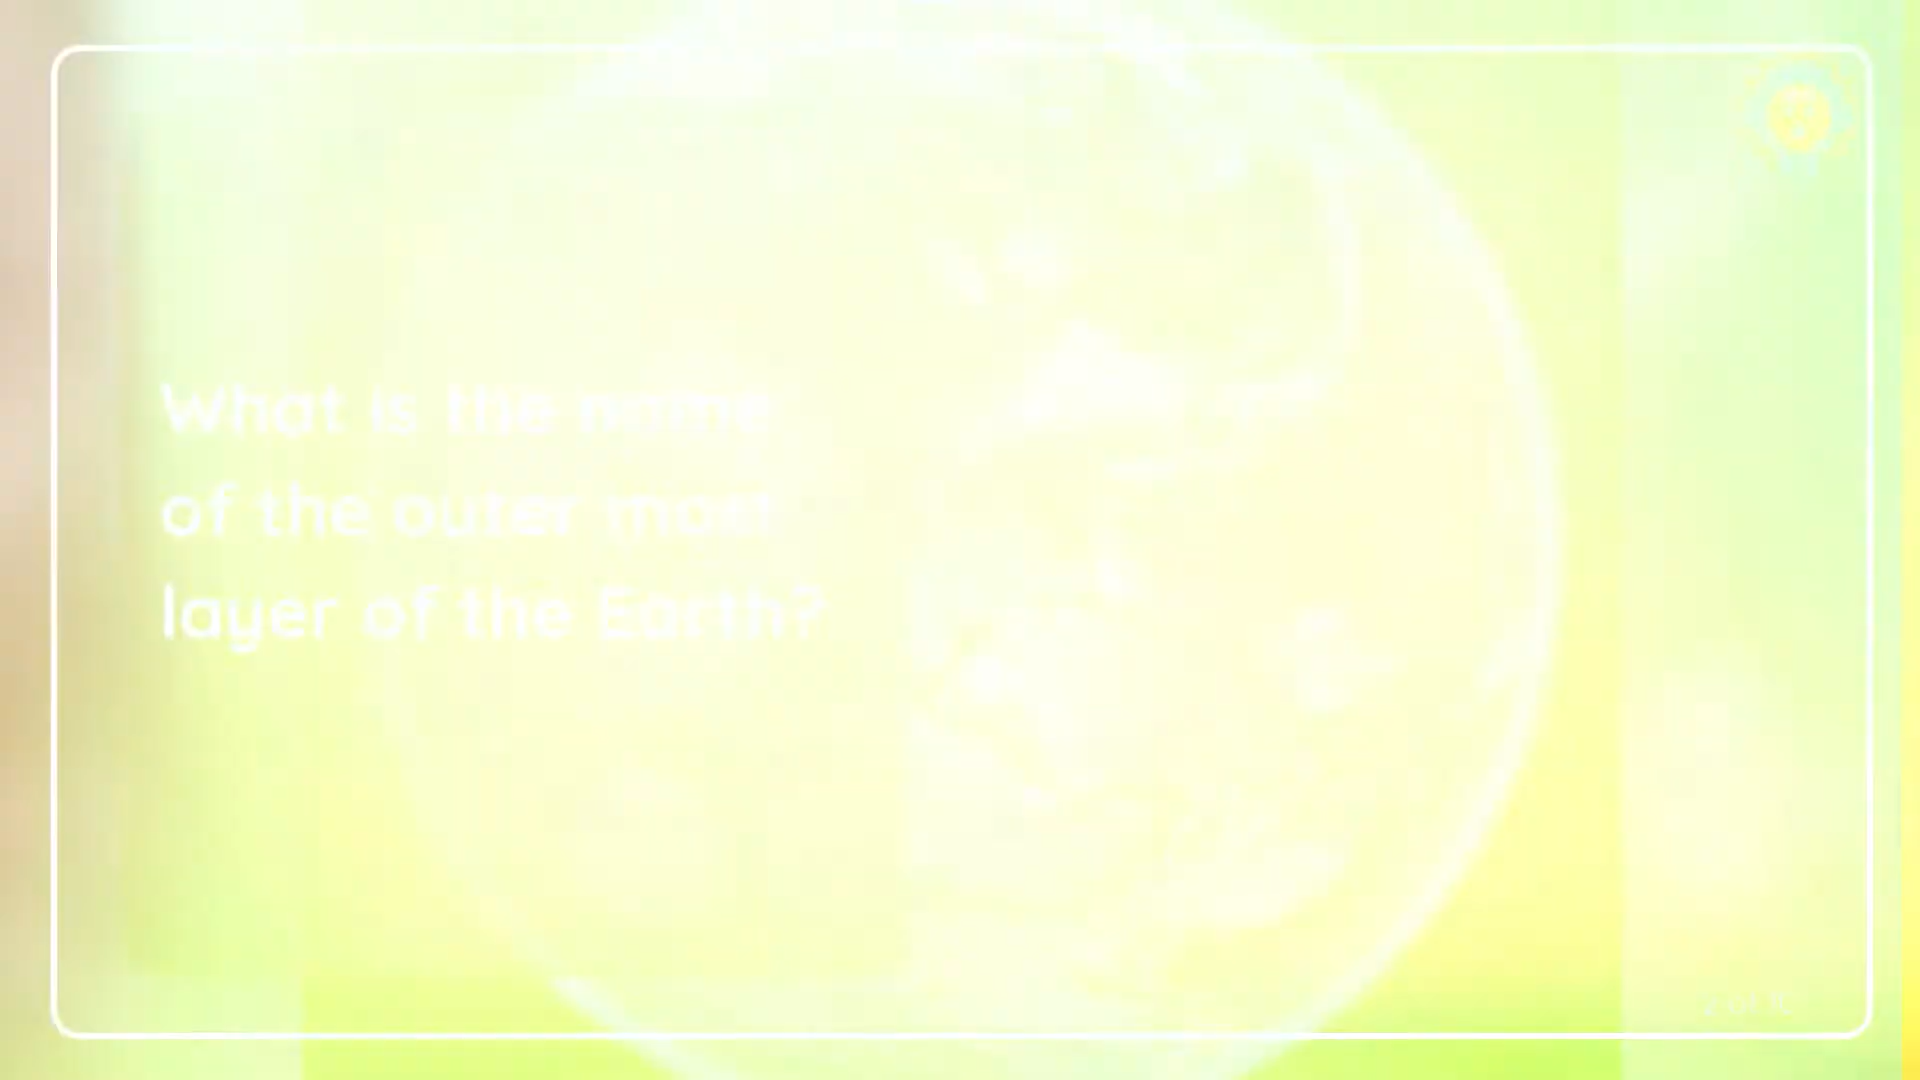 What is the name
of the outer most
layer of the Earth?